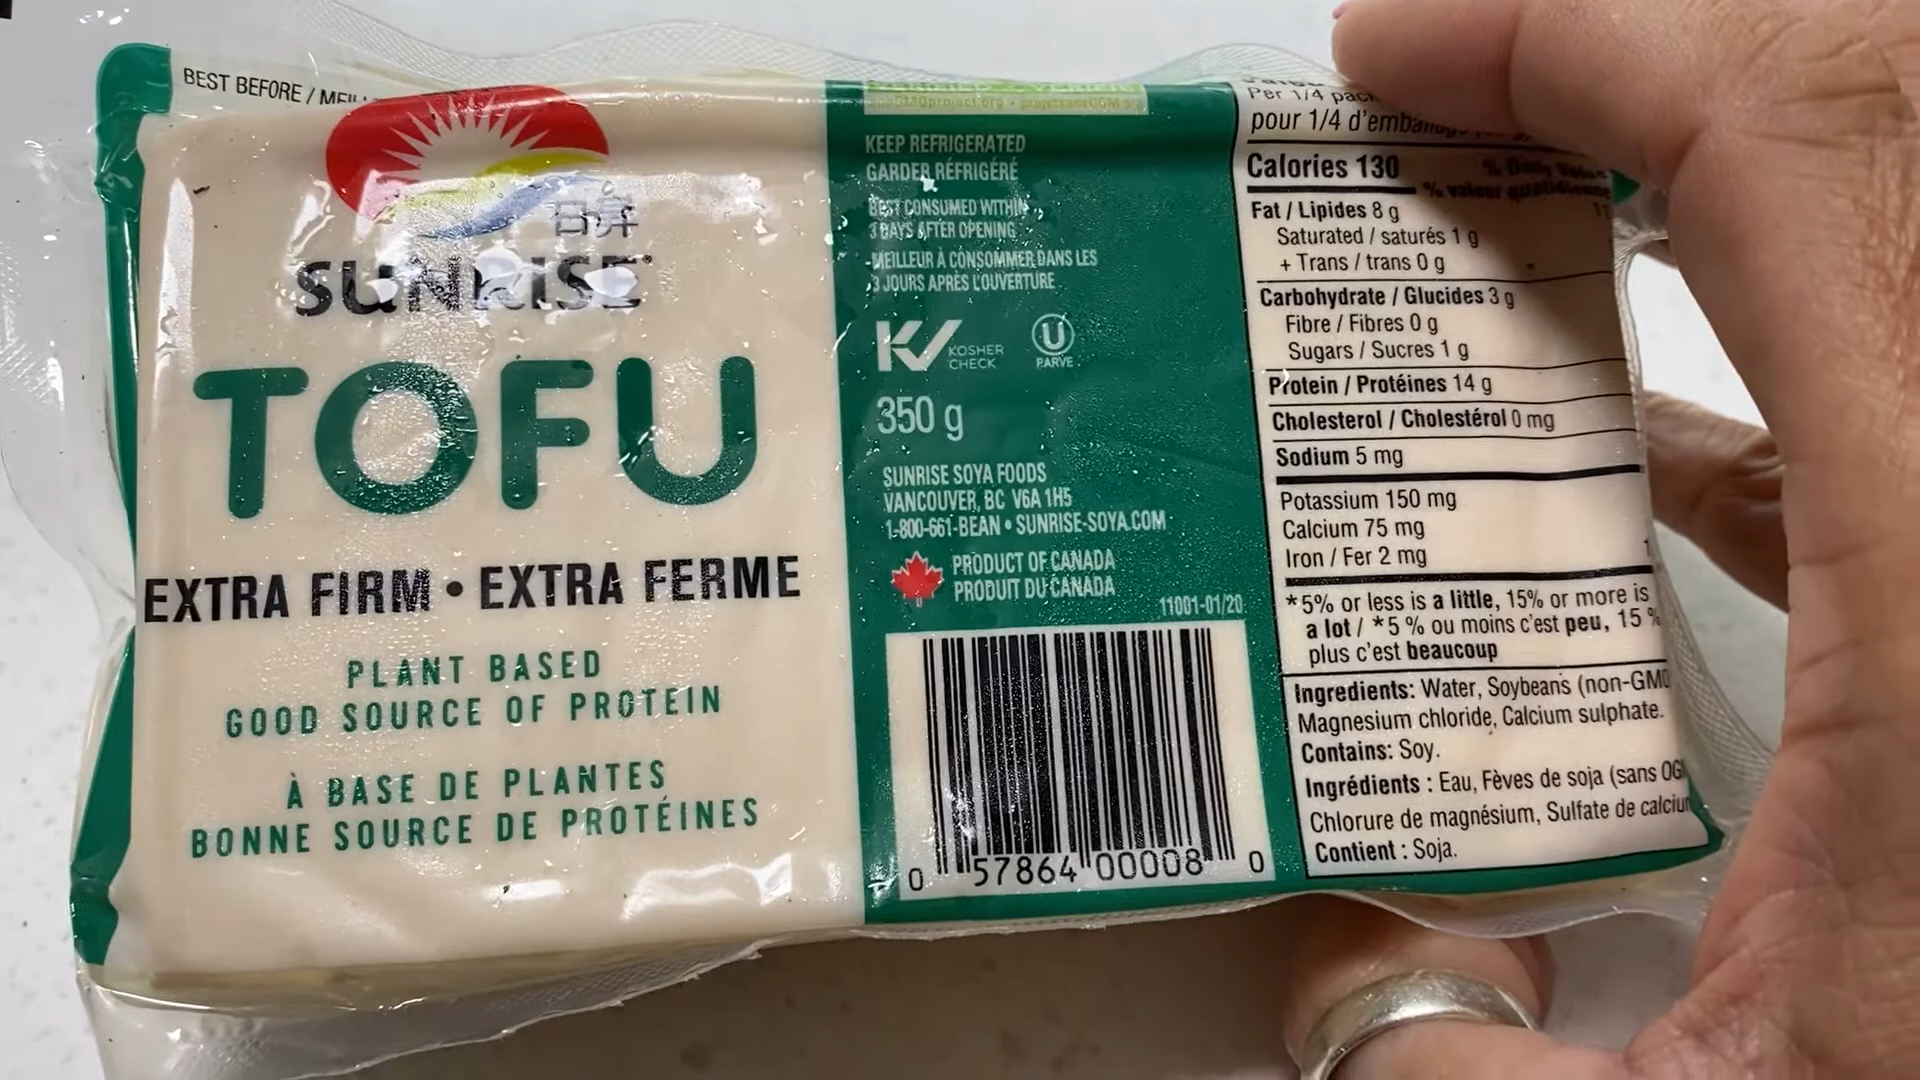 BEST BEFORE /
日昇
SUNRISE
TOFU
EXTRA FIRM • EXTRA FERME
PLANT BASED
GOOD SOURCE OF PROTEIN
À BASE DE PLANTES
BONNE SOURCE DE PROTÉINES
KEEP REFRIGERATED
GARDER RÉFRIGÉRÉ
BEST CONSUMED WITHIN
3 DAYS AFTER OPENING
MEILLEUR À CONSOMMER DANS LES
3 JOURS APRÈS L'OUVERTURE
KV KOSHER
CHECK
U
PARVE
350 g
SUNRISE SOYA FOODS
VANCOUVER, BC V6A 1H5
1-800-661-BEAN • SUNRISE-SOYA.COM
PRODUCT OF CANADA
PRODUIT DU CANADA
11001-01/20
0 57864 00008 0
Per 1/4
pour 1/4
Calories 130
% Daily Value
% valeur quotidienne
Fat / Lipides 8 g
Saturated / saturés 1 g
+ Trans / trans 0 g
Carbohydrate / Glucides 3 g
Fibre / Fibres 0 g
Sugars / Sucres 1 g
Protein / Protéines 14 g
Cholesterol / Cholestérol 0 mg
Sodium 5 mg
Potassium 150 mg
Calcium 75 mg
Iron / Fer 2 mg
*5% or less is a little, 15% or more is
a lot / *5 % ou moins c'est peu, 15 %
plus c'est beaucoup
Ingredients: Water, Soybeans (non-GMO
Magnesium chloride, Calcium sulphate.
Contains: Soy.
Ingrédients : Eau, Fèves de soja (sans
Chlorure de magnésium, Sulfate de calcium
Contient : Soja.